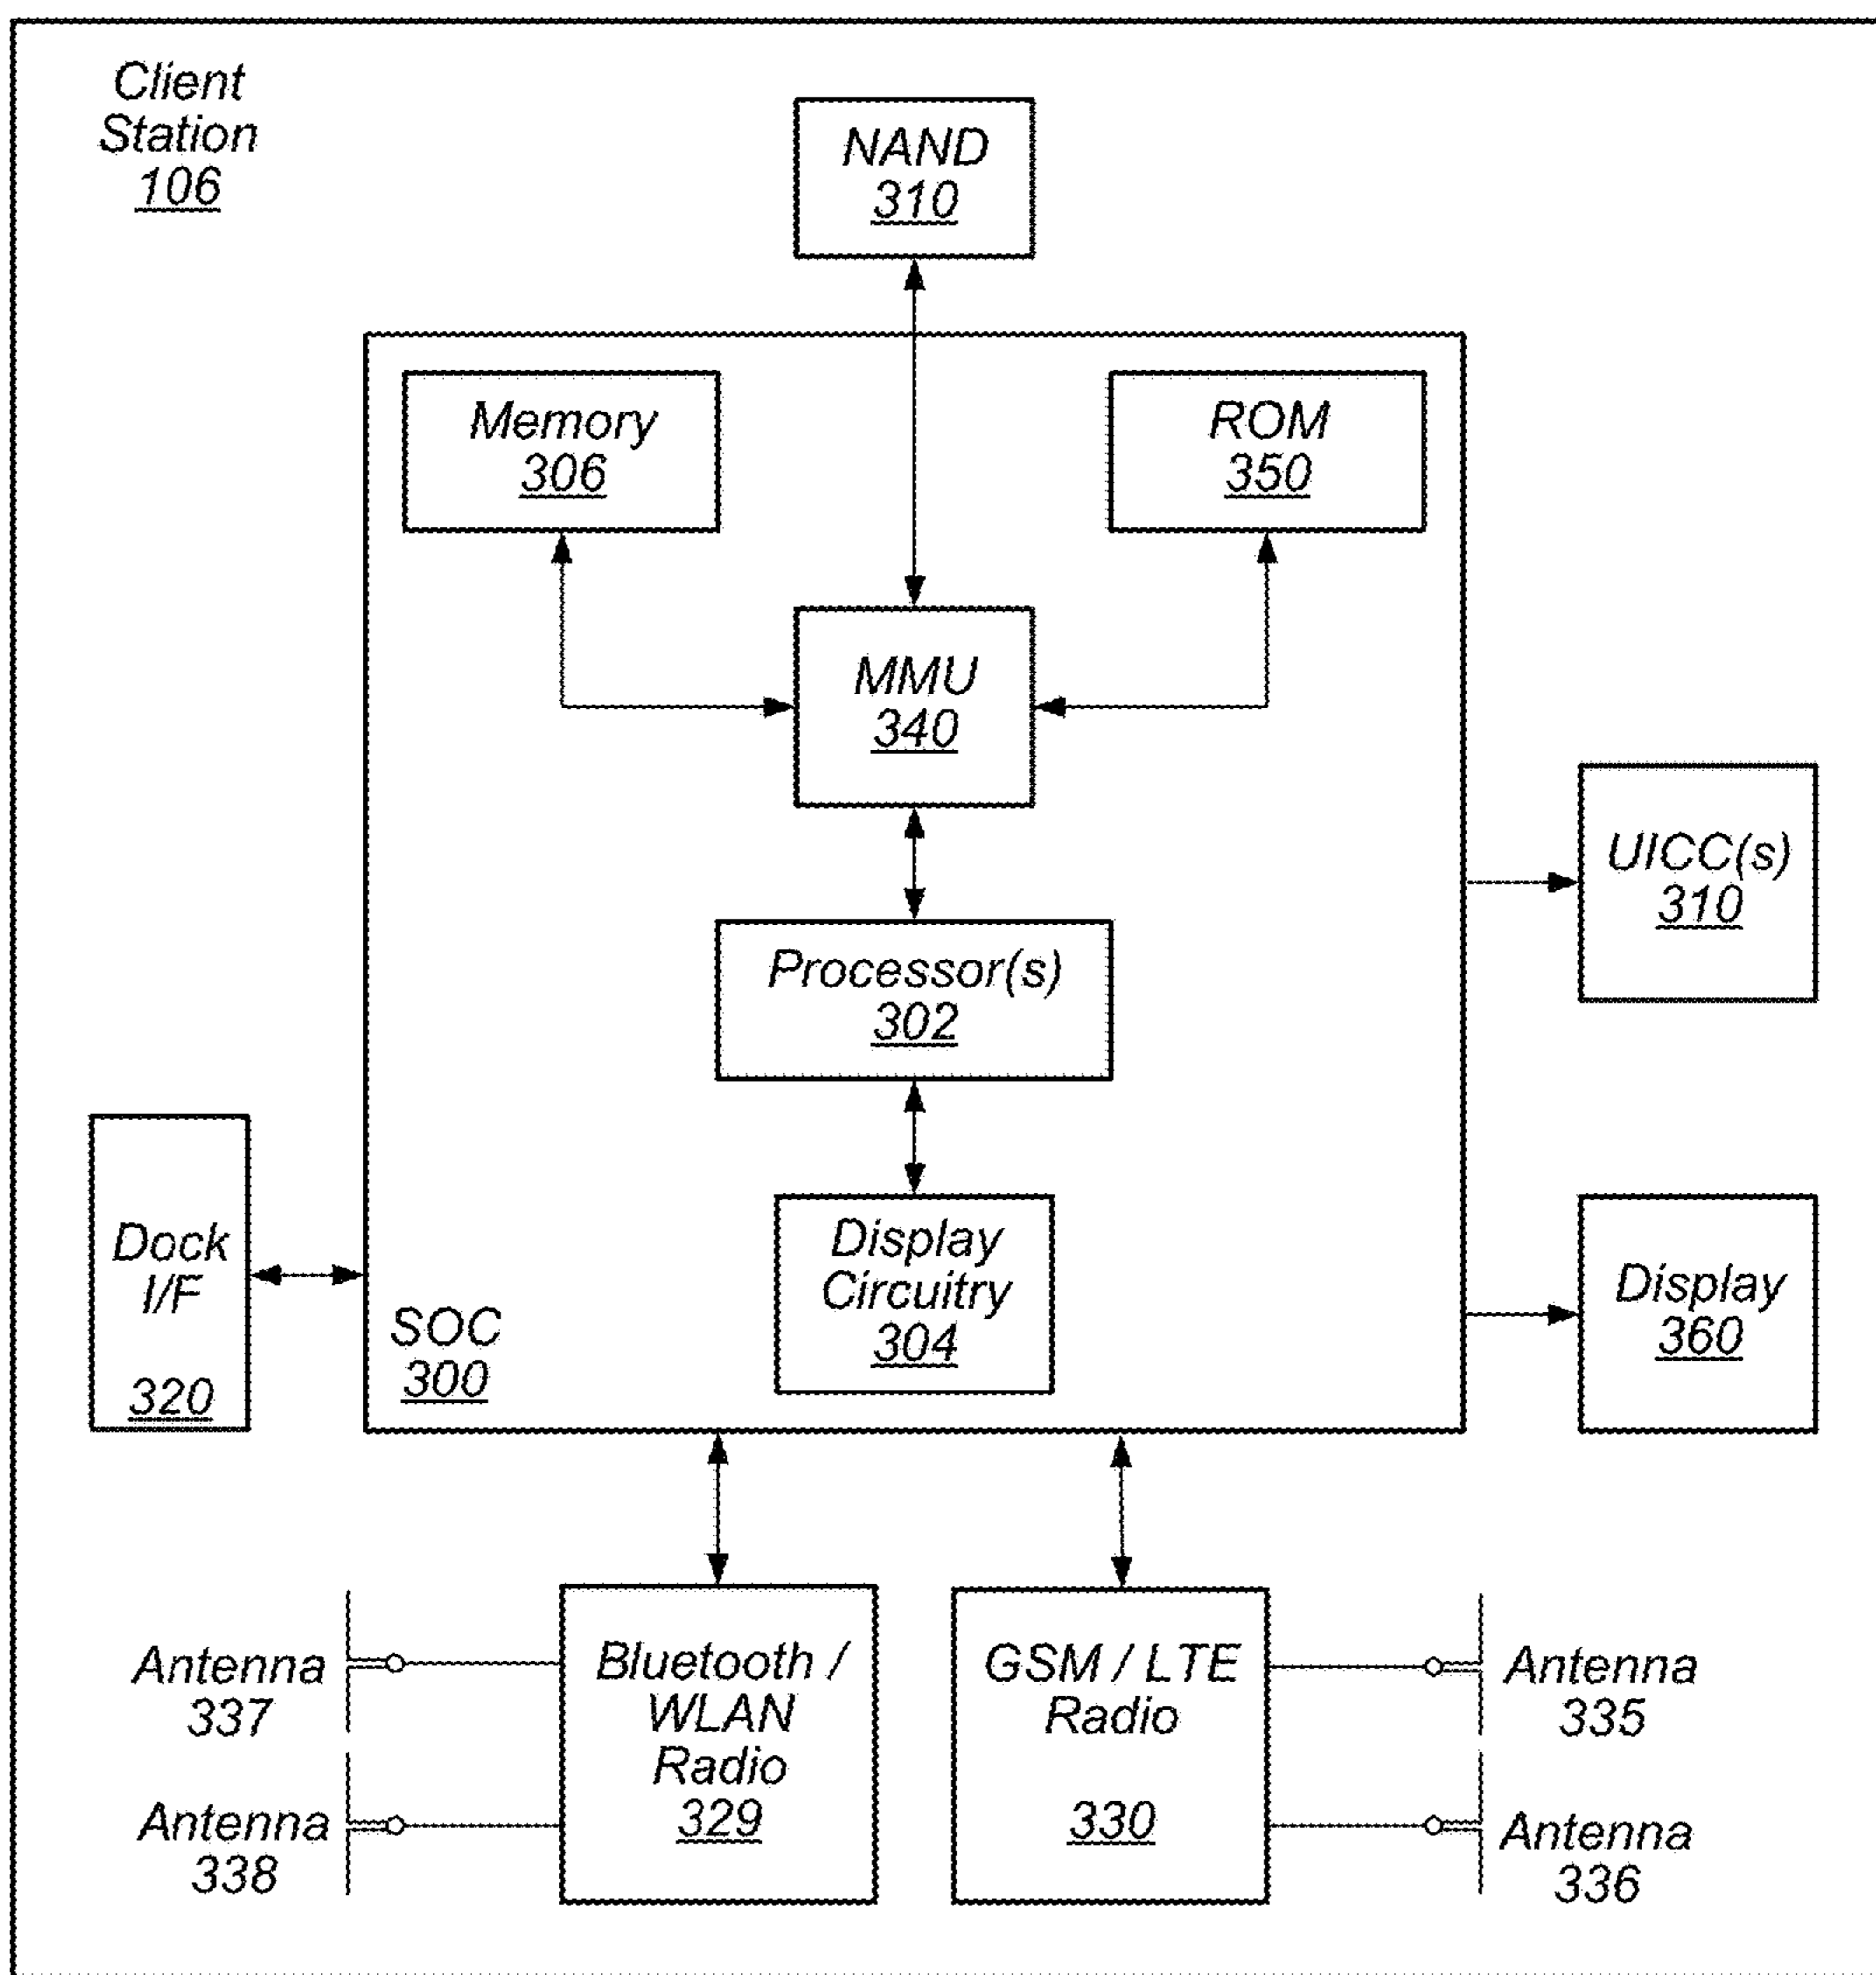 Client
Station
106
NAND
310
Memory
306
ROM
350
MMU
340
UICC(s)
310
Processor(s)
302
Dock
I/F
320
Display
Circuitry
304
SOC
300
Display
360
Antenna
337
Antenna
338
Bluetooth /
WLAN
Radio
329
GSM / LTE
Radio
330
Antenna
335
Antenna
336